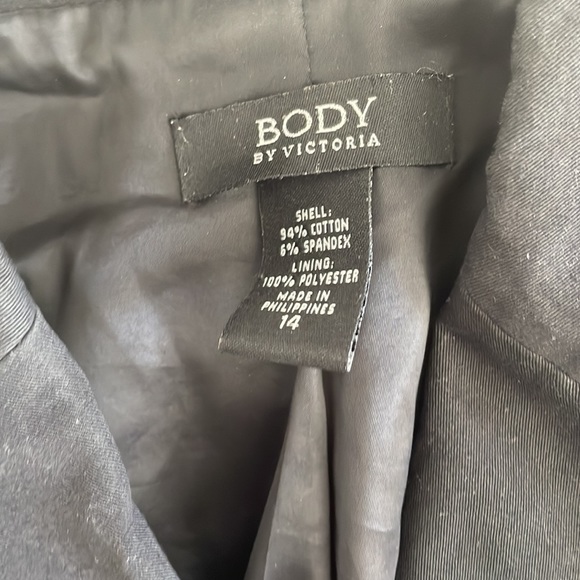 BODY
BY VICTORIA
SHELL:
94% COTTON
6% SPANDEX
LINING:
100% POLYESTER
MADE IN
PHILIPPINES
14